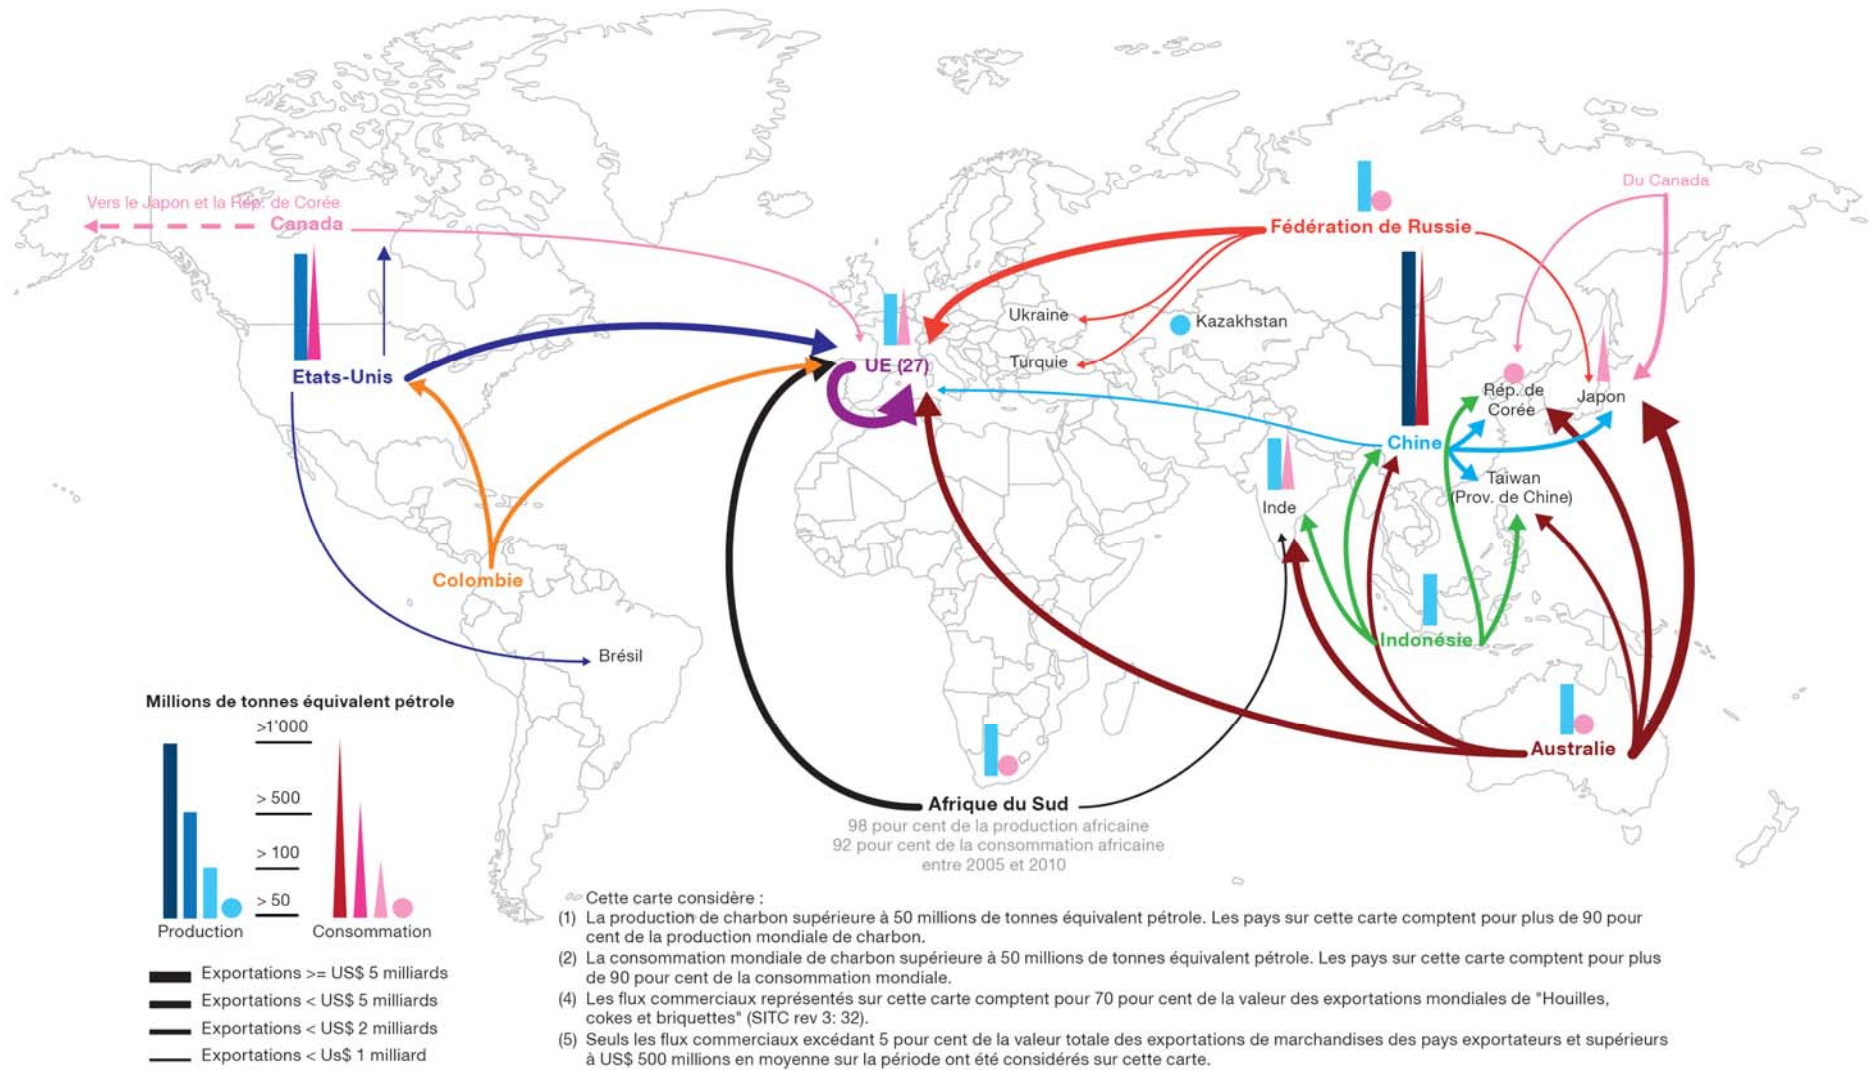 Vers le Japon et la Rép. de Corée
Canada
Du Canada
Fédération de Russie
Ukraine
Kazakhstan
Turquie
UE (27)
Etats-Unis
Rép. de
Corée
Japon
Chine
Taiwan
(Prov. de Chine)
Inde
Colombie
Indonésie
Brésil
Australie
Afrique du Sud
98 pour cent de la production africaine
92 pour cent de la consommation africaine
entre 2005 et 2010
Millions de tonnes équivalent pétrole
>1'000
> 500
> 100
> 50
Production
Consommation
Exportations >= US$ 5 milliards
Exportations < US$ 5 milliards
Exportations < US$ 2 milliards
Exportations < Us$ 1 milliard
Cette carte considère :
(1) La production de charbon supérieure à 50 millions de tonnes équivalent pétrole. Les pays sur cette carte comptent pour plus de 90 pour
cent de la production mondiale de charbon.
(2) La consommation mondiale de charbon supérieure à 50 millions de tonnes équivalent pétrole. Les pays sur cette carte comptent pour plus
de 90 pour cent de la consommation mondiale.
(4) Les flux commerciaux représentés sur cette carte comptent pour 70 pour cent de la valeur des exportations mondiales de "Houilles,
cokes et briquettes" (SITC rev 3: 32).
(5) Seuls les flux commerciaux excédant 5 pour cent de la valeur totale des exportations de marchandises des pays exportateurs et supérieurs
à US$ 500 millions en moyenne sur la période ont été considérés sur cette carte.